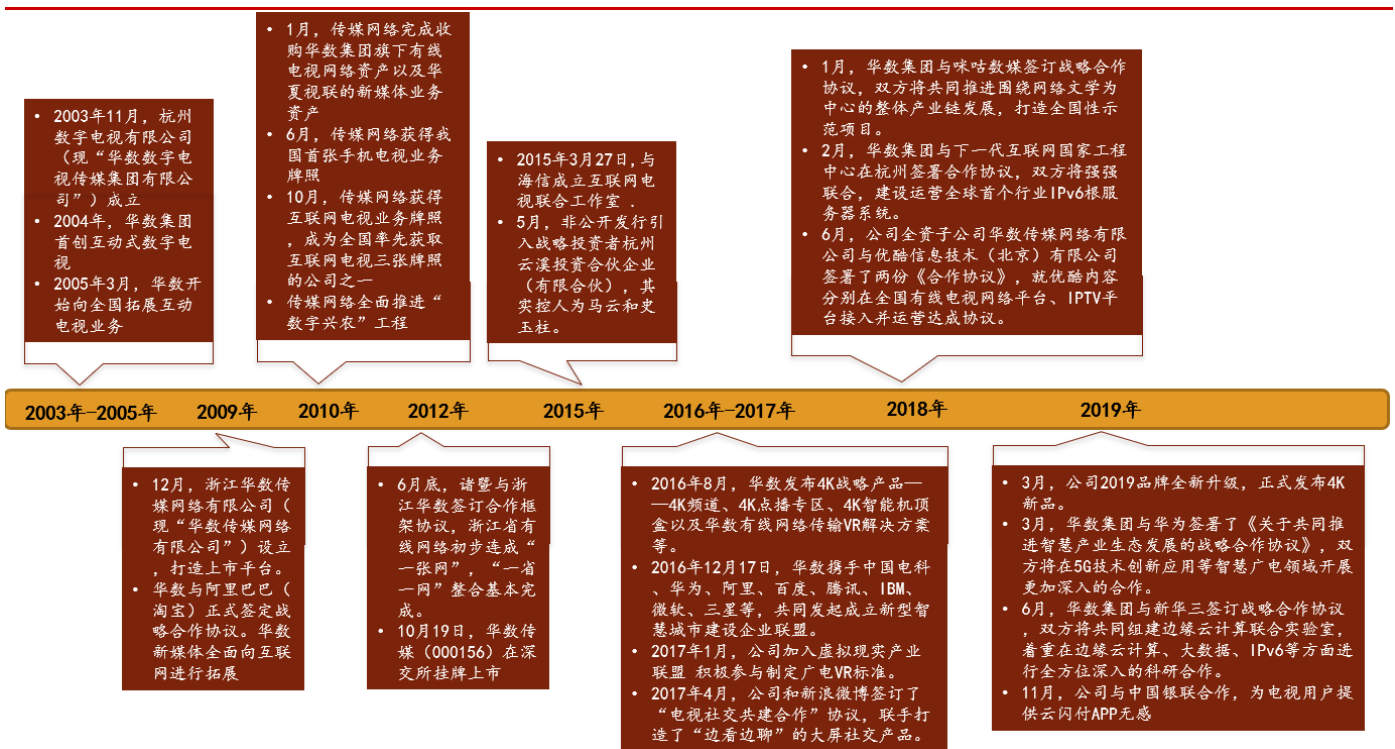 • 2003年11月, 杭州
数字电视有限公司
（现“华数数字电
视传媒集团有限公
司”）成立
• 2004年, 华数集团
首创互动式数字电
视
• 2005年3月, 华数开
始向全国拓展互动
电视业务
• 1月, 传媒网络完成收
购华数集团旗下有线
电视网络资产以及华
夏视联的新媒体业务
资产
• 6月, 传媒网络获得我
国首张手机电视业务
牌照
• 10月, 传媒网络获得
互联网电视业务牌照
, 成为全国率先获取
互联网电视三张牌照
的公司之一
• 传媒网络全面推进“
数字兴农”工程
• 2015年3月27日,与
海信成立互联网电
视联合工作室 .
• 5月, 非公开发行引
入战略投资者杭州
云溪投资合伙企业
（有限合伙）, 其
实控人为马云和史
玉柱。
• 1月, 华数集团与咪咕数媒签订战略合作
协议, 双方将共同推进围绕网络文学为
中心的整体产业链发展, 打造全国性示
范项目。
• 2月, 华数集团与下一代互联网国家工程
中心在杭州签署合作协议, 双方将强强
联合, 建设运营全球首个行业IPv6根服
务器系统。
• 6月, 公司全资子公司华数传媒网络有限
公司与优酷信息技术（北京）有限公司
签署了两份《合作协议》, 就优酷内容
分别在全国有线电视网络平台、IPTV平
台接入并运营达成协议。
2003年-2005年 2009年 2010年 2012年 2015年 2016年-2017年 2018年 2019年
• 12月, 浙江华数传
媒网络有限公司（
现“华数传媒网络
有限公司”）设立
, 打造上市平台。
• 华数与阿里巴巴（
淘宝）正式签定战
略合作协议。华数
新媒体全面向互联
网进行拓展
• 6月底, 诸暨与浙
江华数签订合作框
架协议, 浙江省有
线网络初步连成“
一张网”, “一省
一网”整合基本完
成。
• 10月19日, 华数传
媒（000156）在深
交所挂牌上市
• 2016年8月, 华数发布4K战略产品—
—4K频道、4K点播专区、4K智能机顶
盒以及华数有线网络传输VR解决方案
等。
• 2016年12月17日, 华数携手中国电科
、华为、阿里、百度、腾讯、IBM、
微软、三星等, 共同发起成立新型智
慧城市建设企业联盟。
• 2017年1月, 公司加入虚拟现实产业
联盟 积极参与制定广电VR标准。
• 2017年4月, 公司和新浪微博签订了
“电视社交共建合作”协议, 联手打
造了“边看边聊”的大屏社交产品。
• 3月, 公司2019品牌全新升级, 正式发布4K
新品。
• 3月, 华数集团与华为签署了《关于共同推
进智慧产业生态发展的战略合作协议》, 双
方将在5G技术创新应用等智慧广电领域开展
更加深入的合作。
• 6月, 华数集团与新华三签订战略合作协议
, 双方将共同组建边缘云计算联合实验室,
着重在边缘云计算、大数据、IPv6等方面进
行全方位深入的科研合作。
• 11月, 公司与中国银联合作, 为电视用户提
供云闪付APP无感